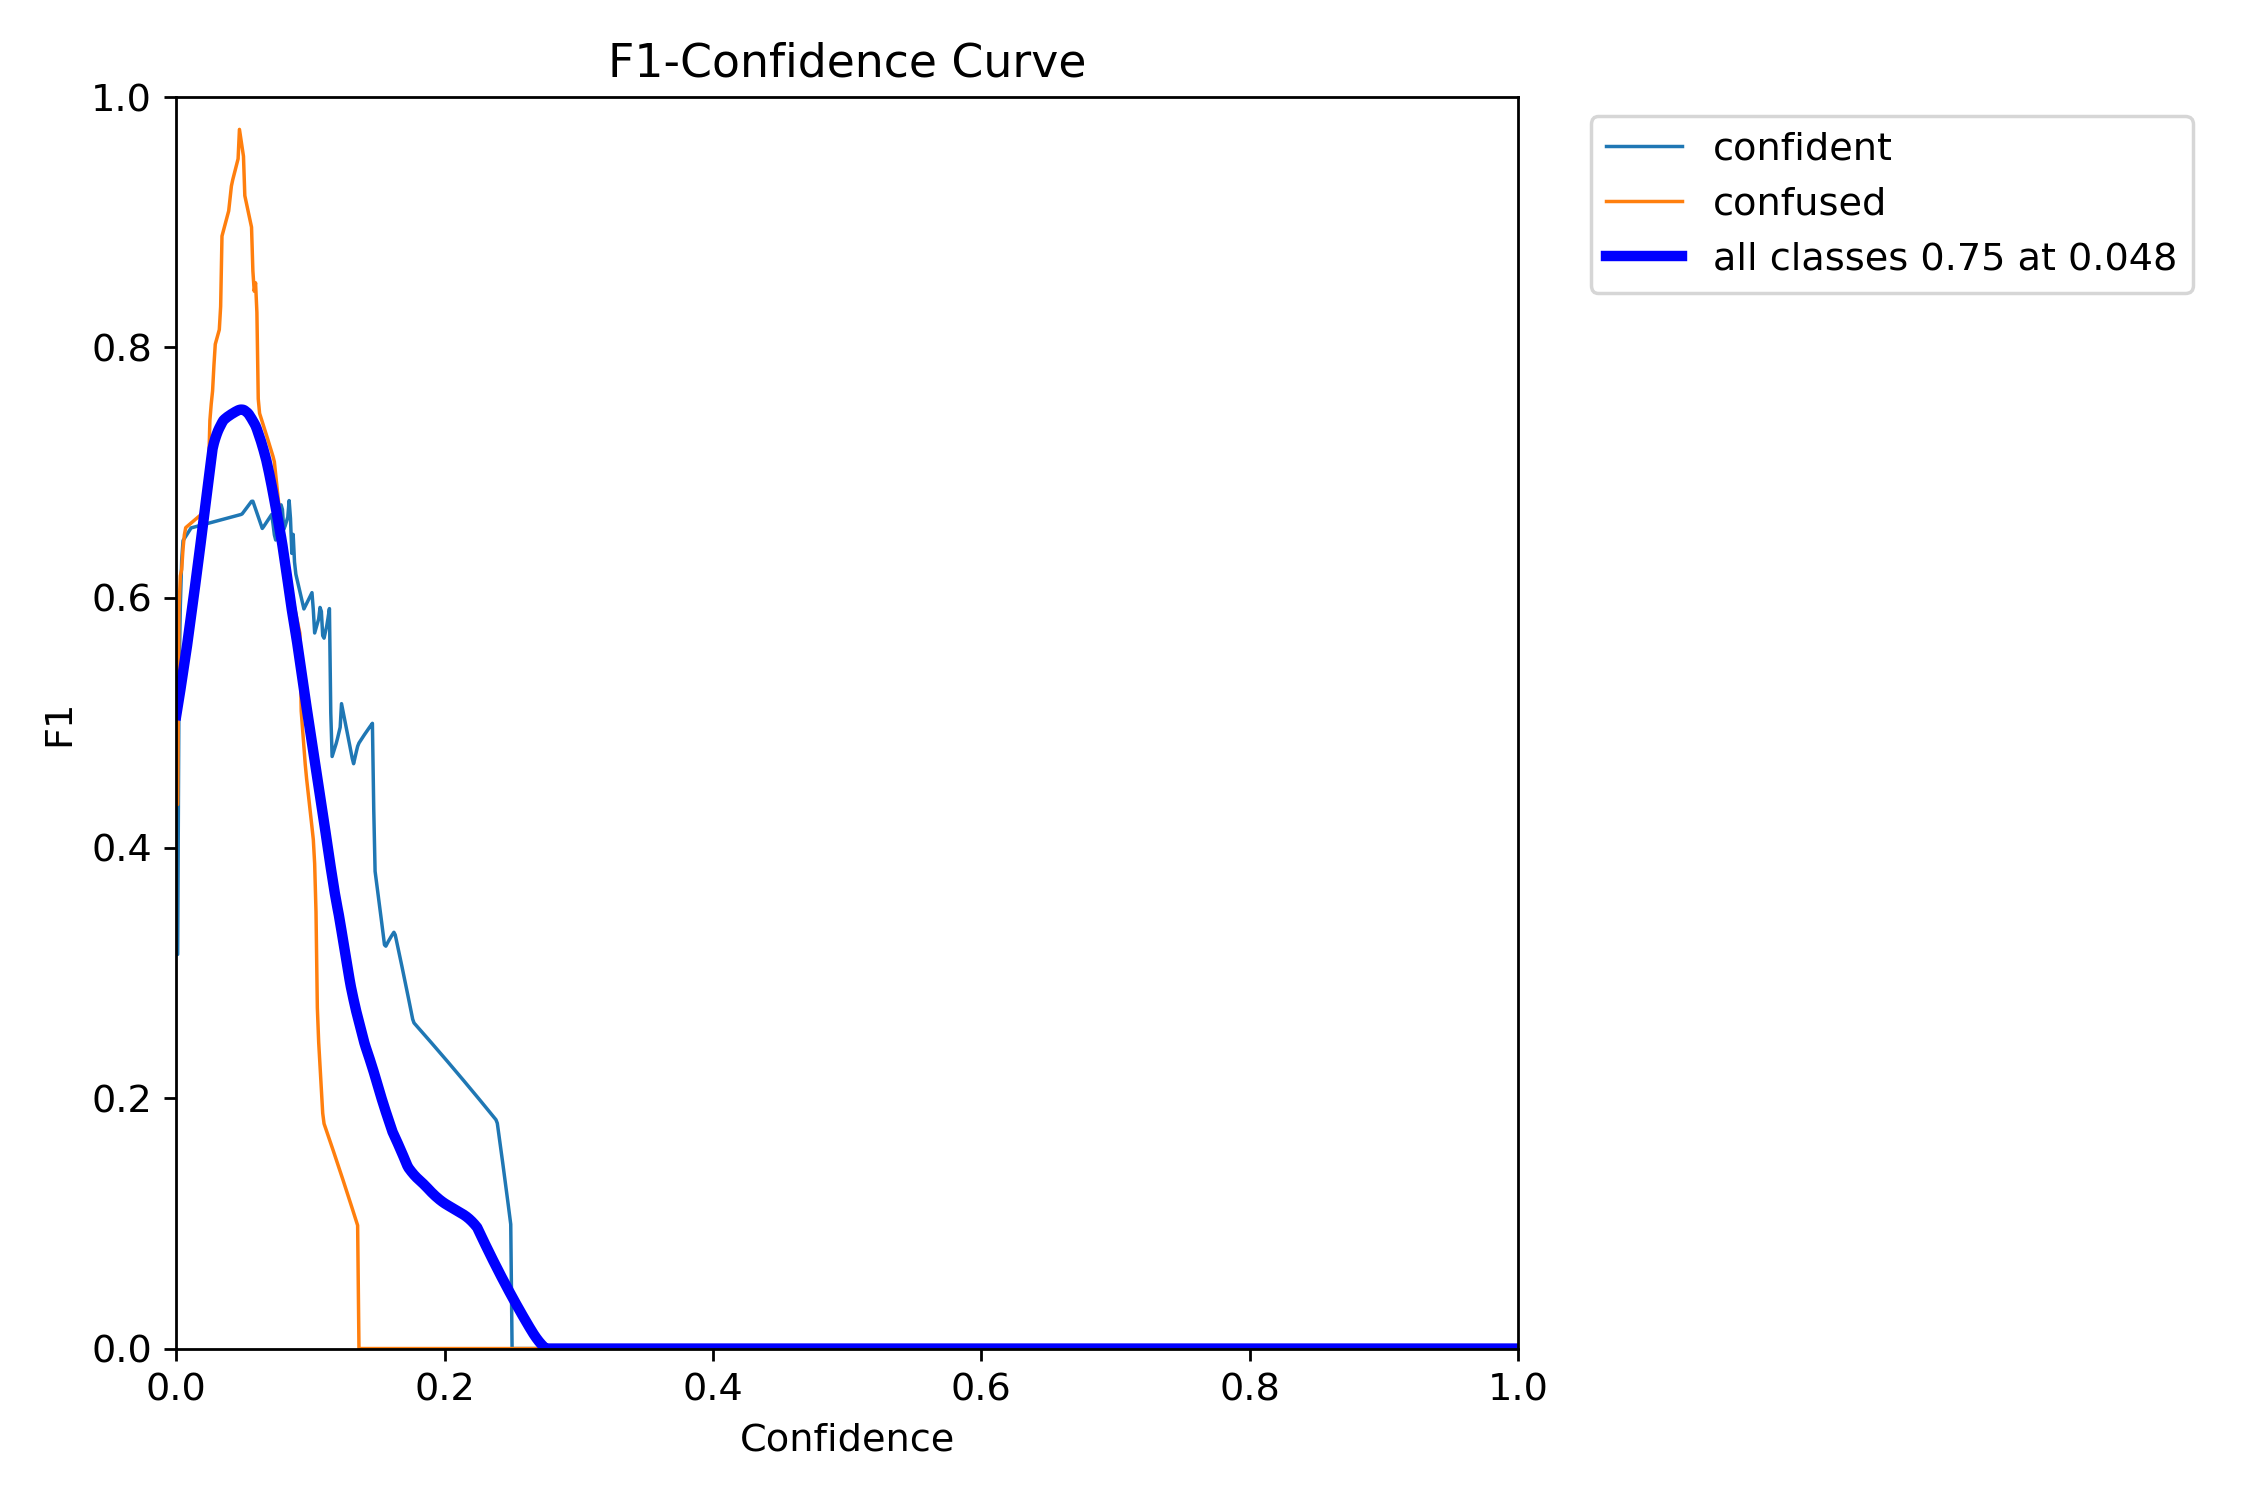 F1-Confidence Curve
confident
confused
all classes 0.75 at 0.048
F1
1.0
0.8
0.6
0.4
0.2
0.0
0.0 0.2 0.4 0.6 0.8 1.0
Confidence